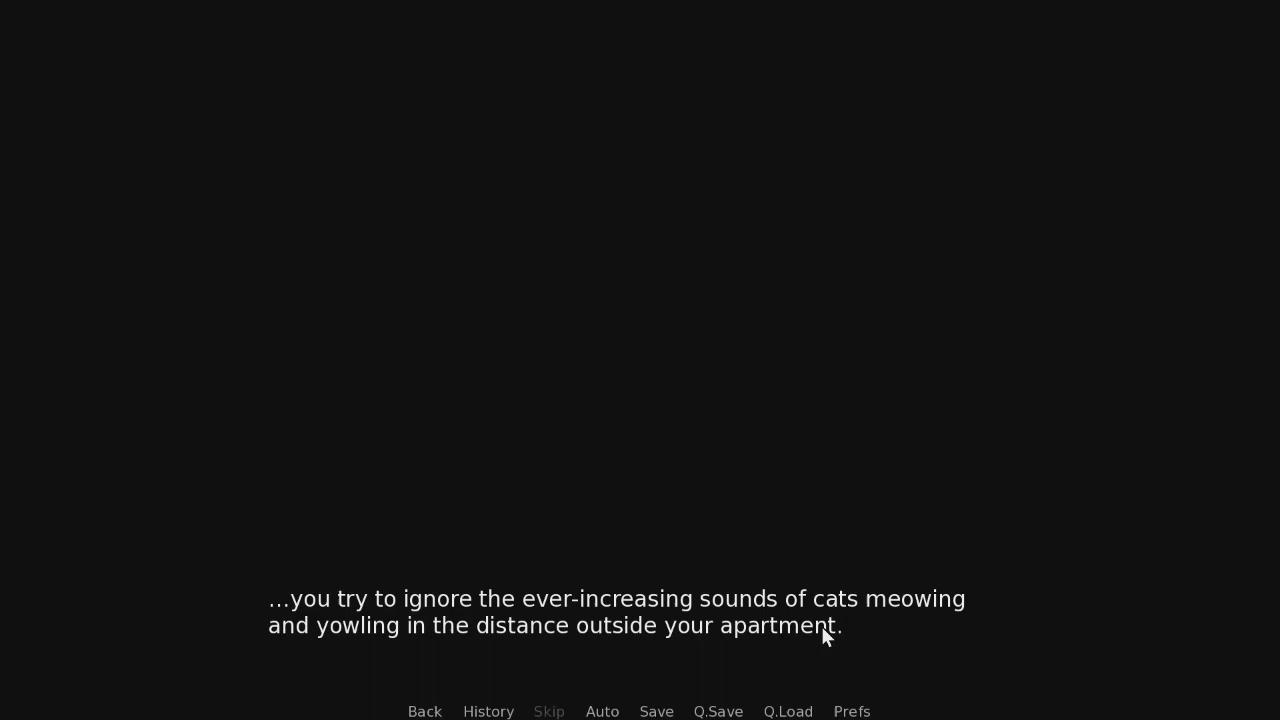 …you try to ignore the ever-increasing sounds of cats meowing
and yowling in the distance outside your apartment.
Back History Skip Auto Save Q.Save Q.Load Prefs